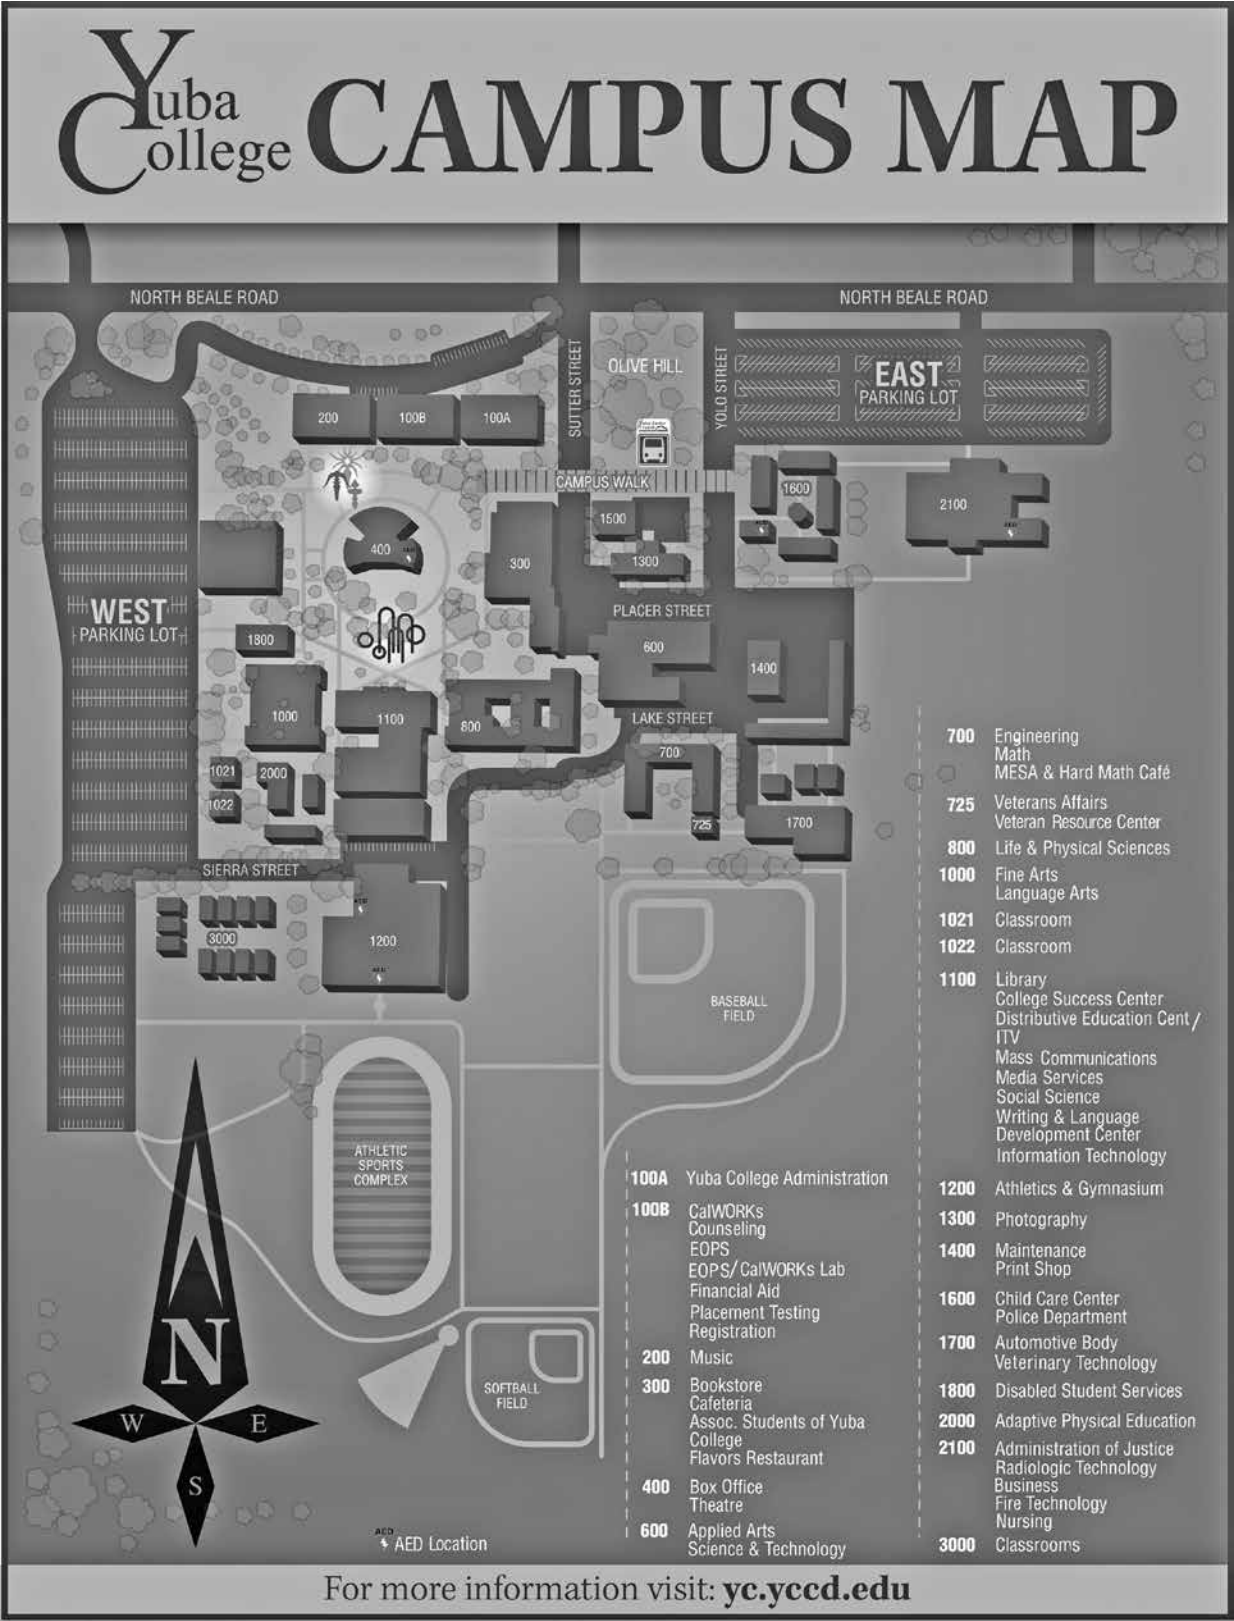 Yuba
College
CAMPUS MAP
NORTH BEALE ROAD
NORTH BEALE ROAD
SUTTER STREET
OLIVE HILL
YOLO STREET
EAST
PARKING LOT
200
100B
100A
CAMPUS WALK
1600
2100
AED
AED
1500
400
AED
300
1300
WEST
PARKING LOT
PLACER STREET
1800
600
1400
1000
1100
800
LAKE STREET
700
1021
2000
1022
725
1700
SIERRA STREET
AED
3000
1200
AED
BASEBALL
FIELD
ATHLETIC
SPORTS
COMPLEX
SOFTBALL
FIELD
N
W
E
S
AED
AED Location
100A Yuba College Administration
100B CalWORKs
Counseling
EOPS
EOPS/CalWORKs Lab
Financial Aid
Placement Testing
Registration
200 Music
300 Bookstore
Cafeteria
Assoc. Students of Yuba
College
Flavors Restaurant
400 Box Office
Theatre
600 Applied Arts
Science & Technology
700 Engineering
Math
MESA & Hard Math Café
725 Veterans Affairs
Veteran Resource Center
800 Life & Physical Sciences
1000 Fine Arts
Language Arts
1021 Classroom
1022 Classroom
1100 Library
College Success Center
Distributive Education Cent/
ITV
Mass Communications
Media Services
Social Science
Writing & Language
Development Center
Information Technology
1200 Athletics & Gymnasium
1300 Photography
1400 Maintenance
Print Shop
1600 Child Care Center
Police Department
1700 Automotive Body
Veterinary Technology
1800 Disabled Student Services
2000 Adaptive Physical Education
2100 Administration of Justice
Radiologic Technology
Business
Fire Technology
Nursing
3000 Classrooms
For more information visit: yc.yccd.edu